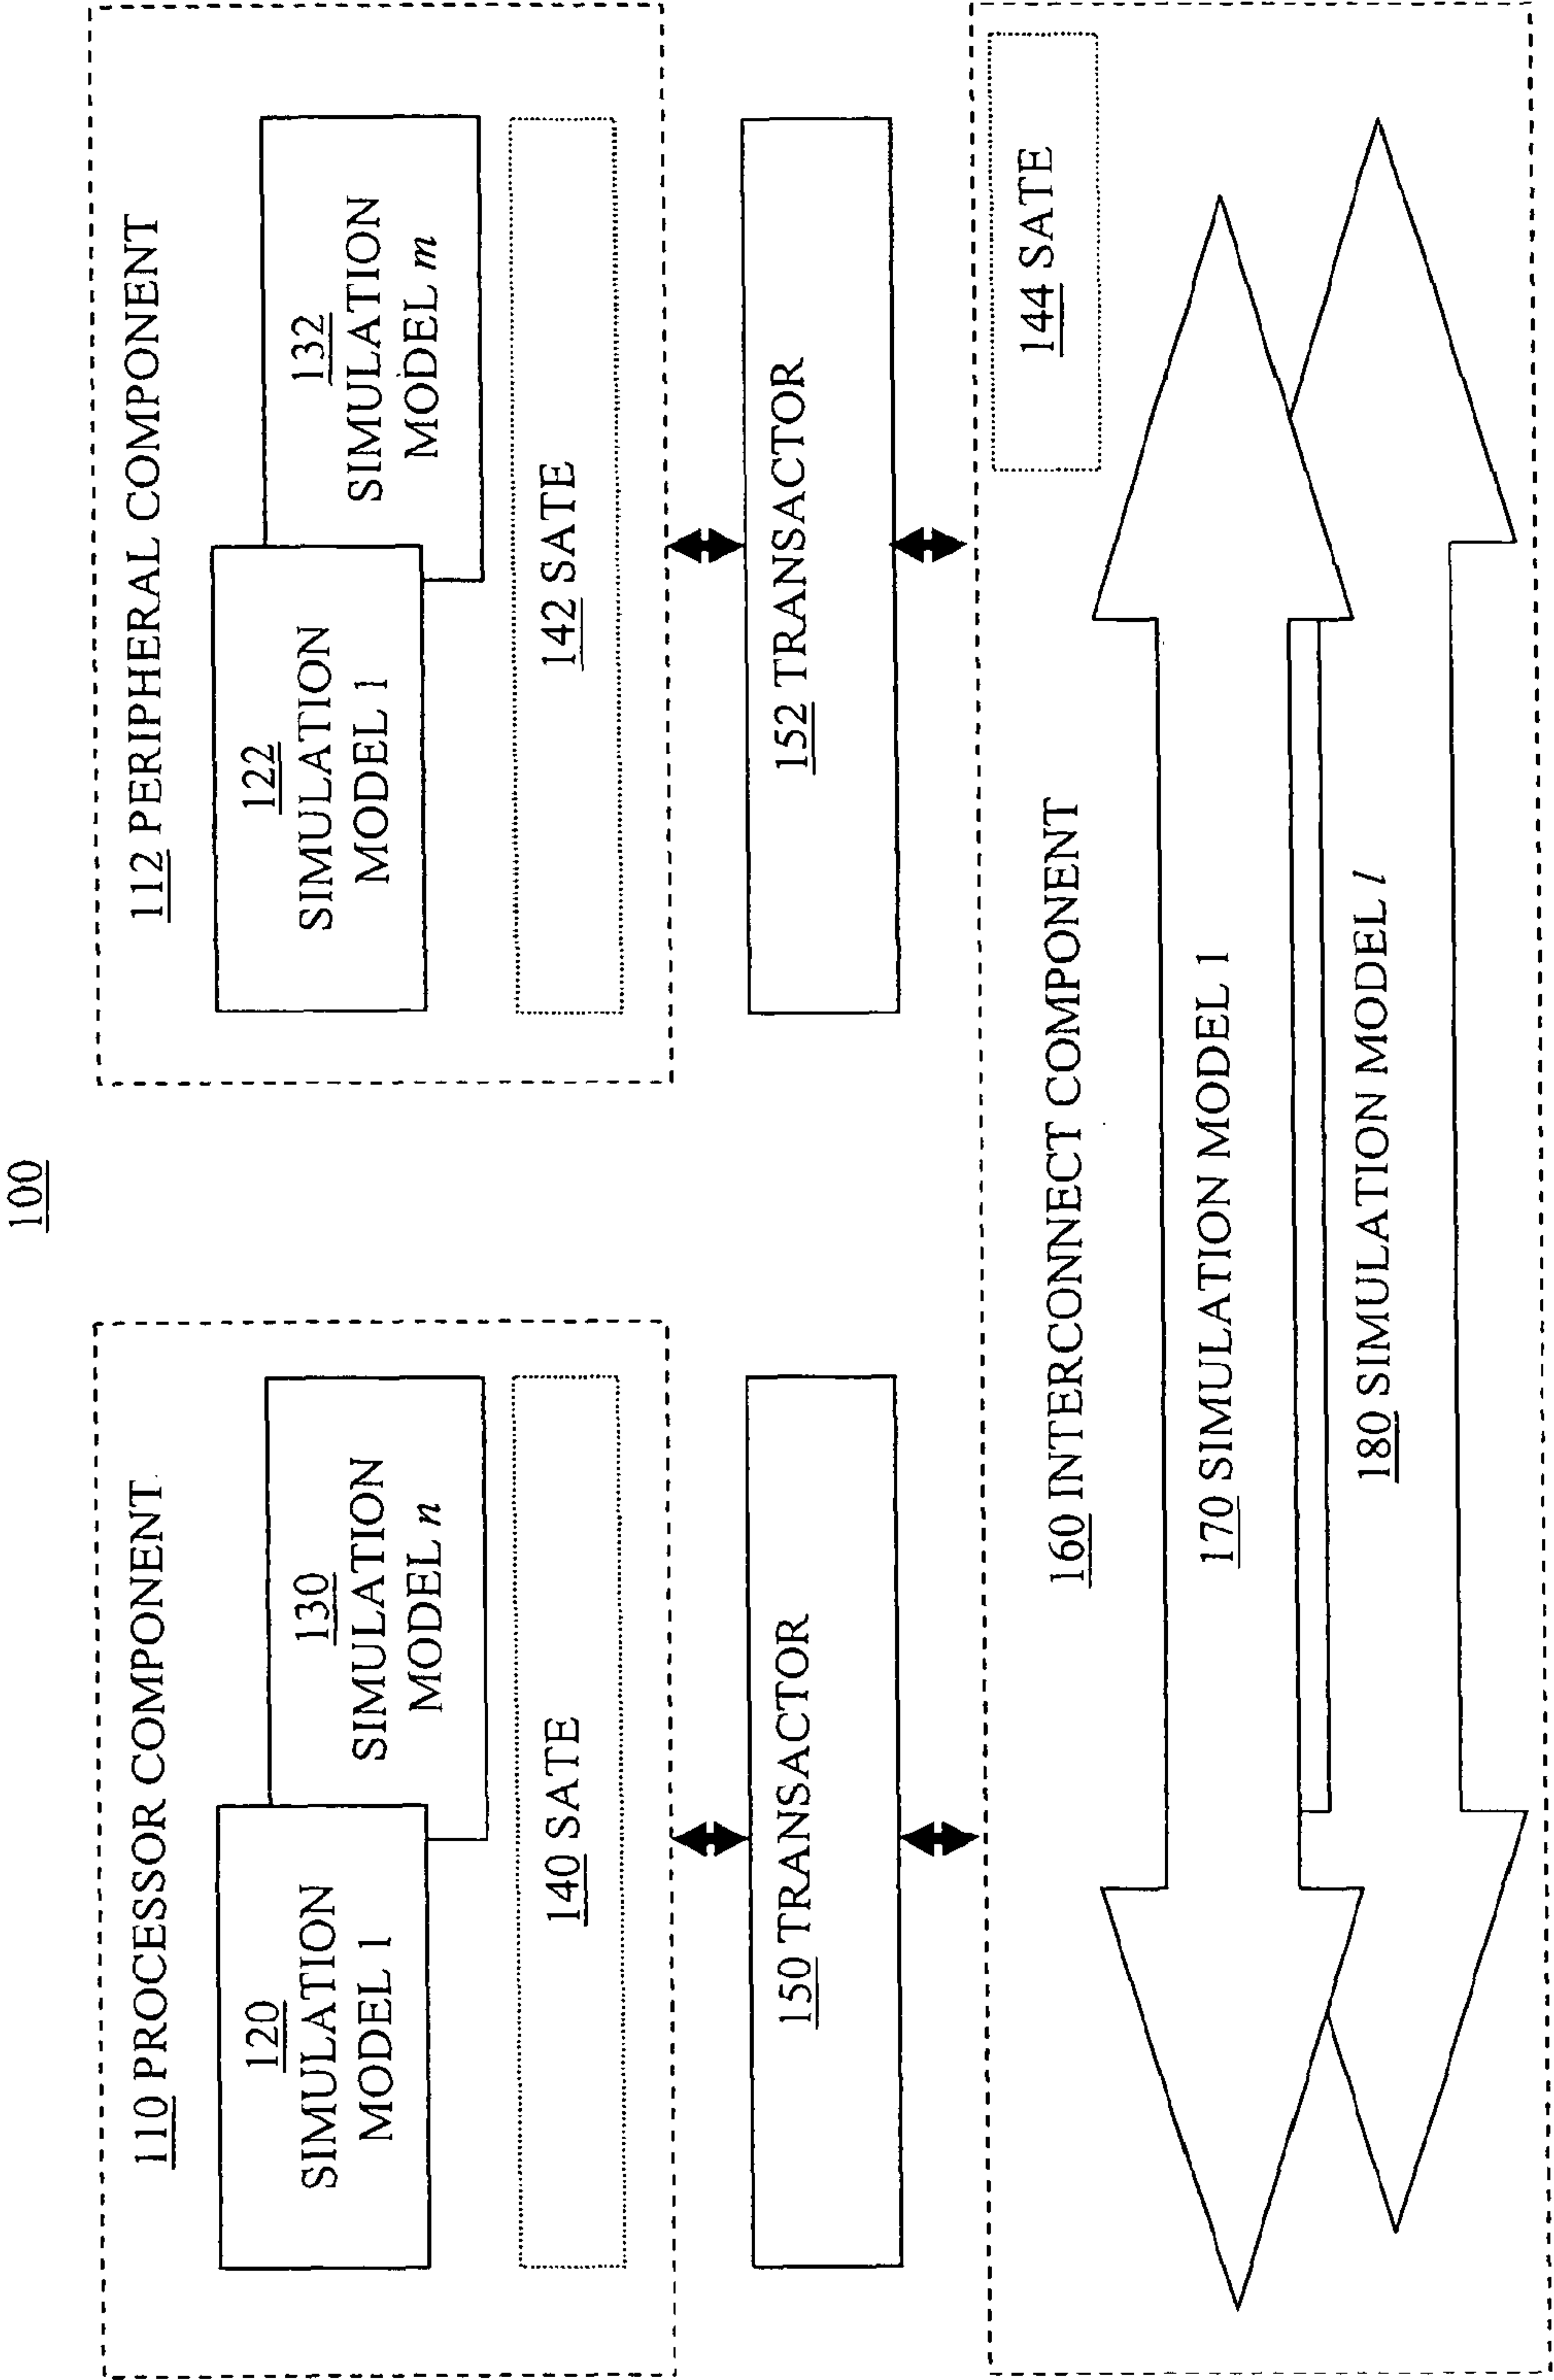 100
110 PROCESSOR COMPONENT
120
SIMULATION
MODEL 1
130
SIMULATION
MODEL n
140 SATE
150 TRANSACTOR
112 PERIPHERAL COMPONENT
122
SIMULATION
MODEL 1
132
SIMULATION
MODEL m
142 SATE
152 TRANSACTOR
160 INTERCONNECT COMPONENT
144 SATE
170 SIMULATION MODEL 1
180 SIMULATION MODEL l